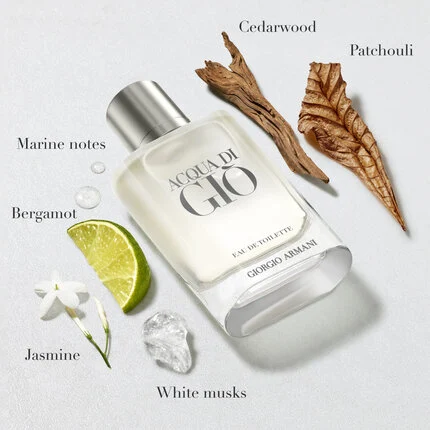 Cedarwood
Patchouli
Marine notes
ACQUA DI
GIÒ
EAU DE TOILETTE
GIORGIO ARMANI
Bergamot
Jasmine
White musks